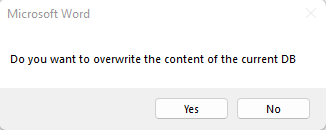 Microsoft Word
Do you want to overwrite the content of the current DB
Yes
No